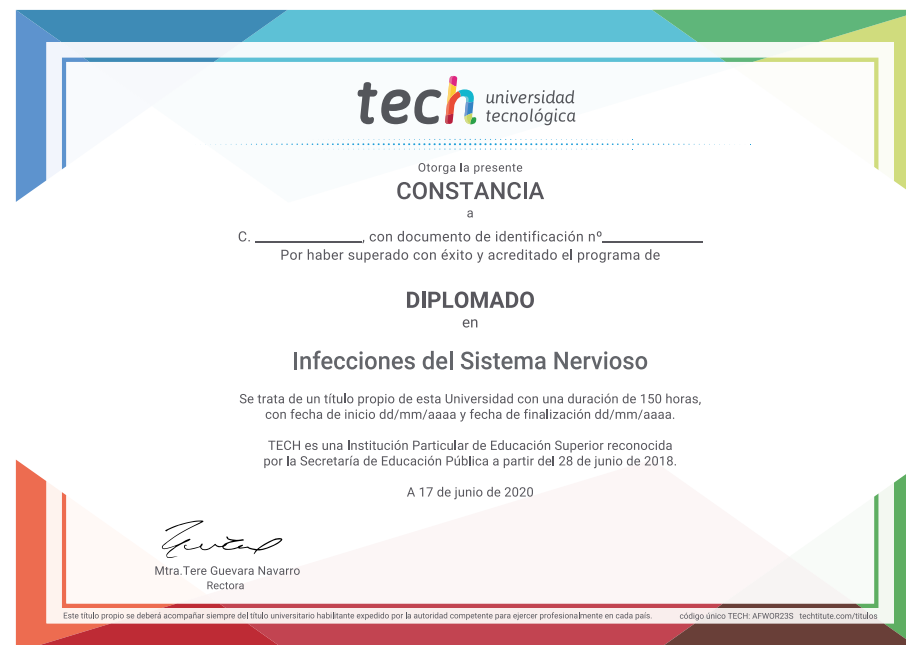 tech universidad
tecnológica
Otorga la presente
CONSTANCIA
a
C. ______________, con documento de identificación nº_____________
Por haber superado con éxito y acreditado el programa de
DIPLOMADO
en
Infecciones del Sistema Nervioso
Se trata de un título propio de esta Universidad con una duración de 150 horas,
con fecha de inicio dd/mm/aaaa y fecha de finalización dd/mm/aaaa.
TECH es una Institución Particular de Educación Superior reconocida
por la Secretaría de Educación Pública a partir del 28 de junio de 2018.
A 17 de junio de 2020
Mtra.Tere Guevara Navarro
Rectora
Este título propio se deberá acompañar siempre del título universitario habilitante expedido por la autoridad competente para ejercer profesionalmente en cada país. código único TECH: AFWOR23S techtitute.com/titulos